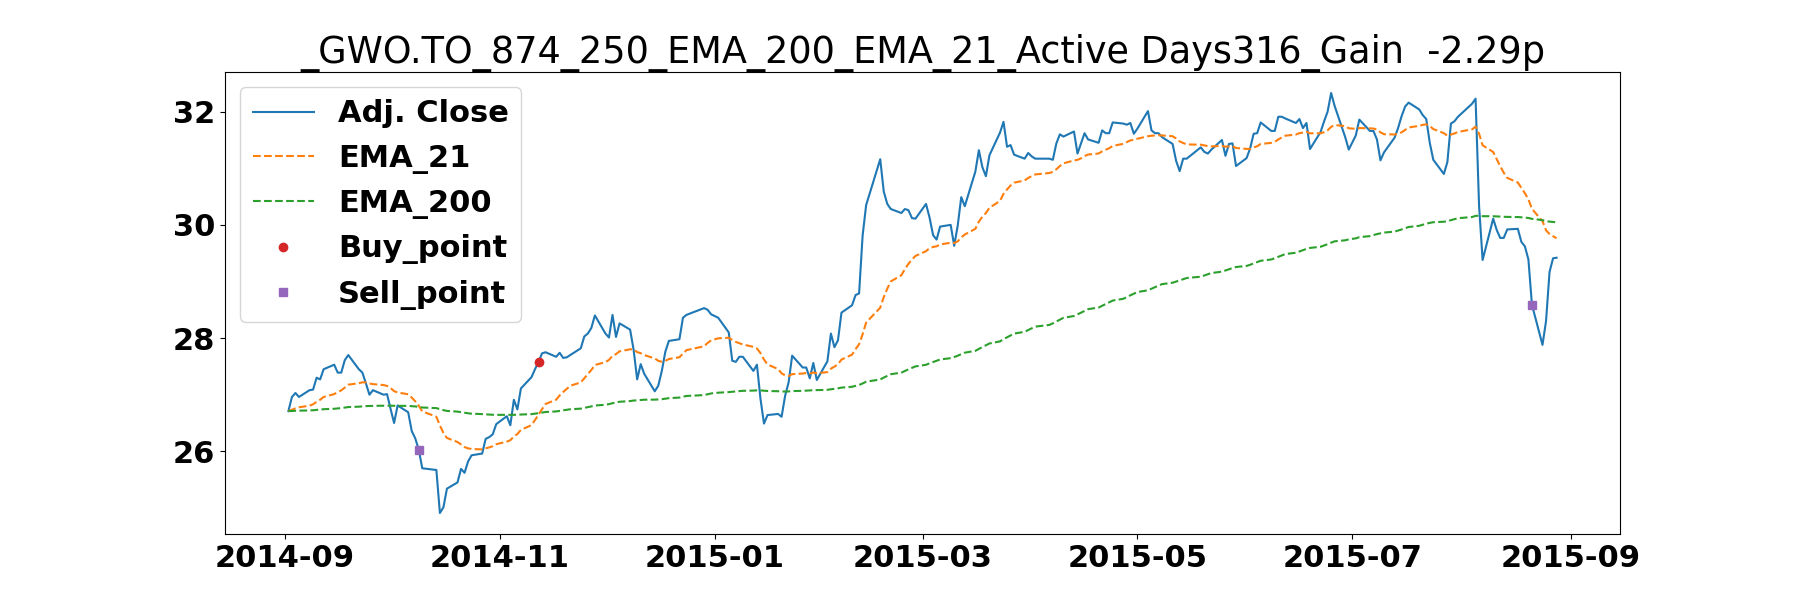 _GWO.TO_874_250_EMA_200_EMA_21_Active Days316_Gain  -2.29p
Adj. Close
EMA_21
EMA_200
Buy_point
Sell_point
32
30
28
26
2014-09 2014-11 2015-01 2015-03 2015-05 2015-07 2015-09